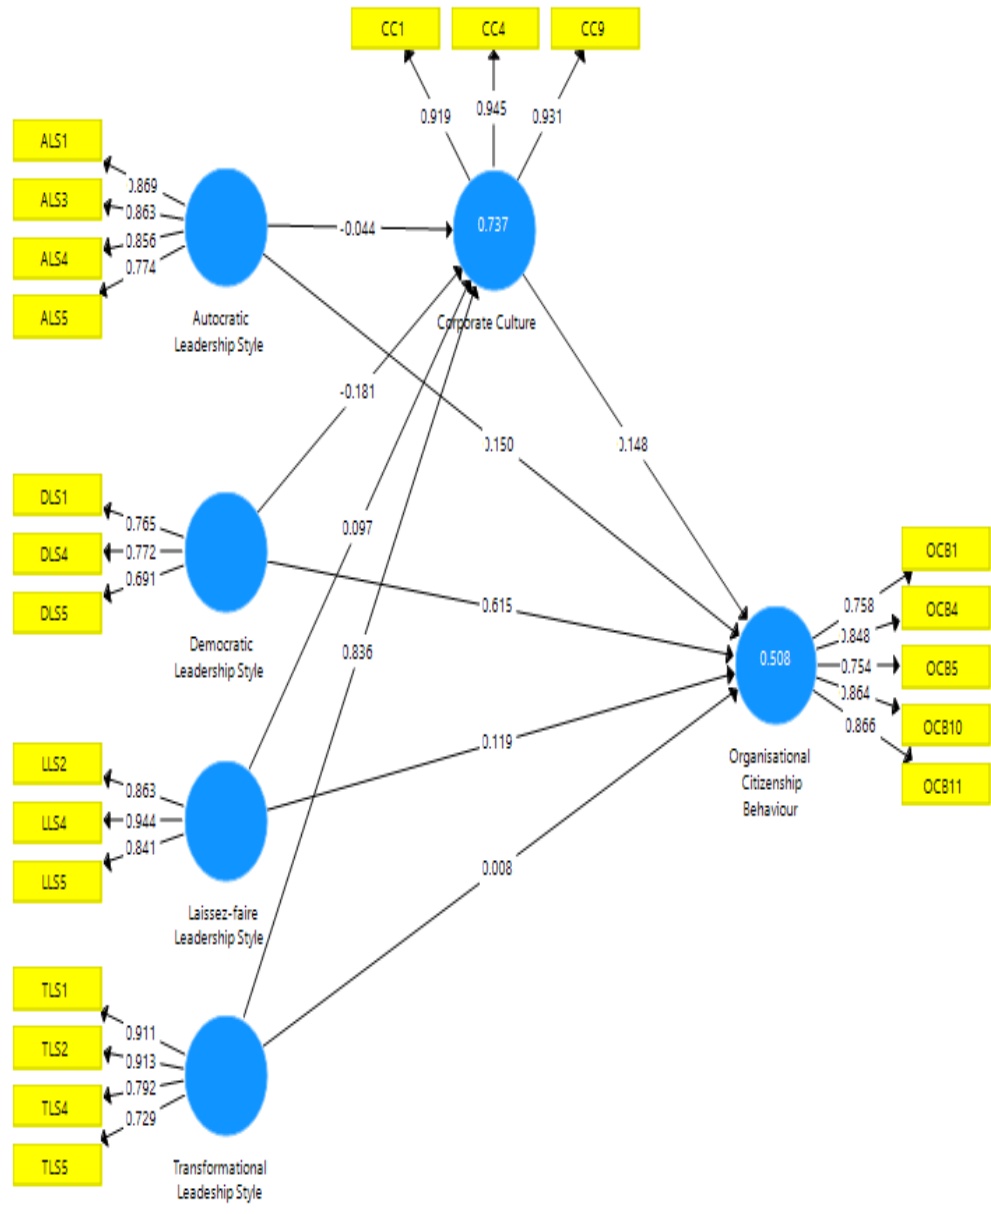 CC1
CC4
CC9
0.919
0.945
0.931
ALS1
ALS3
ALS4
ALS5
0.869
0.863
0.856
0.774
Autocratic
Leadership Style
-0.044
0.737
Corporate Culture
-0.181
0.150
0.148
DLS1
DLS4
DLS5
0.765
0.772
0.691
Democratic
Leadership Style
0.097
0.615
0.836
OCB1
OCB4
OCB5
OCB10
OCB11
0.758
0.848
0.754
0.864
0.866
0.508
Organisational
Citizenship
Behaviour
LLS2
LLS4
LLS5
0.863
0.944
0.841
Laissez-faire
Leadership Style
0.119
0.008
TLS1
TLS2
TLS4
TLS5
0.911
0.913
0.792
0.729
Transformational
Leadeship Style